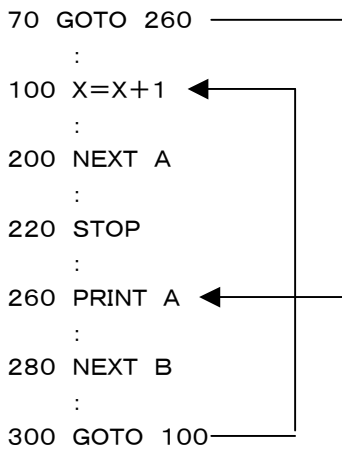 70 GOTO 260
:
100 X=X+1
:
200 NEXT A
:
220 STOP
:
260 PRINT A
:
280 NEXT B
:
300 GOTO 100